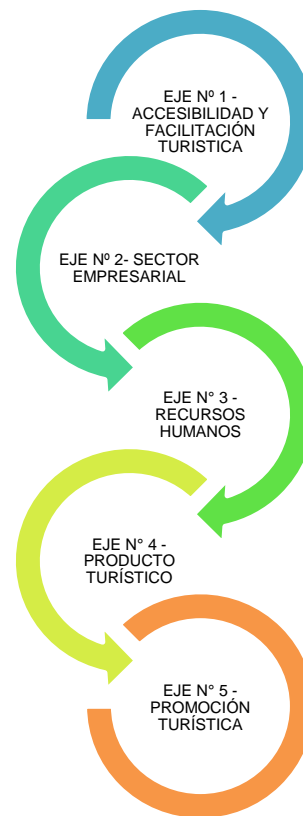 EJE Nº 1 -
ACCESIBILIDAD Y
FACILITACIÓN
TURISTICA
EJE Nº 2- SECTOR
EMPRESARIAL
EJE N° 3 -
RECURSOS
HUMANOS
EJE N° 4 -
PRODUCTO
TURÍSTICO
EJE N° 5 -
PROMOCIÓN
TURÍSTICA